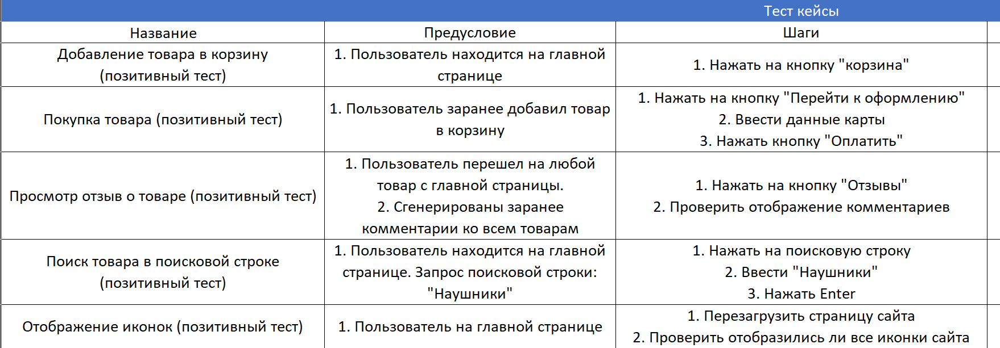 Тест кейсы
Название
Предусловие
Шаги
Добавление товара в корзину
(позитивный тест)
1. Пользователь находится на главной
странице
1. Нажать на кнопку "корзина"
Покупка товара (позитивный тест)
1. Пользователь заранее добавил товар
в корзину
1. Нажать на кнопку "Перейти к оформлению"
2. Ввести данные карты
3. Нажать кнопку "Оплатить"
Просмотр отзыв о товаре (позитивный тест)
1. Пользователь перешел на любой
товар с главной страницы.
2. Сгенерированы заранее
комментарии ко всем товарам
1. Нажать на кнопку "Отзывы"
2. Проверить отображение комментариев
Поиск товара в поисковой строке
(позитивный тест)
1. Пользователь находится на главной
странице. Запрос поисковой строки:
"Наушники"
1. Нажать на поисковую строку
2. Ввести "Наушники"
3. Нажать Enter
Отображение иконок (позитивный тест)
1. Пользователь на главной странице
1. Перезагрузить страницу сайта
2. Проверить отобразились ли все иконки сайта